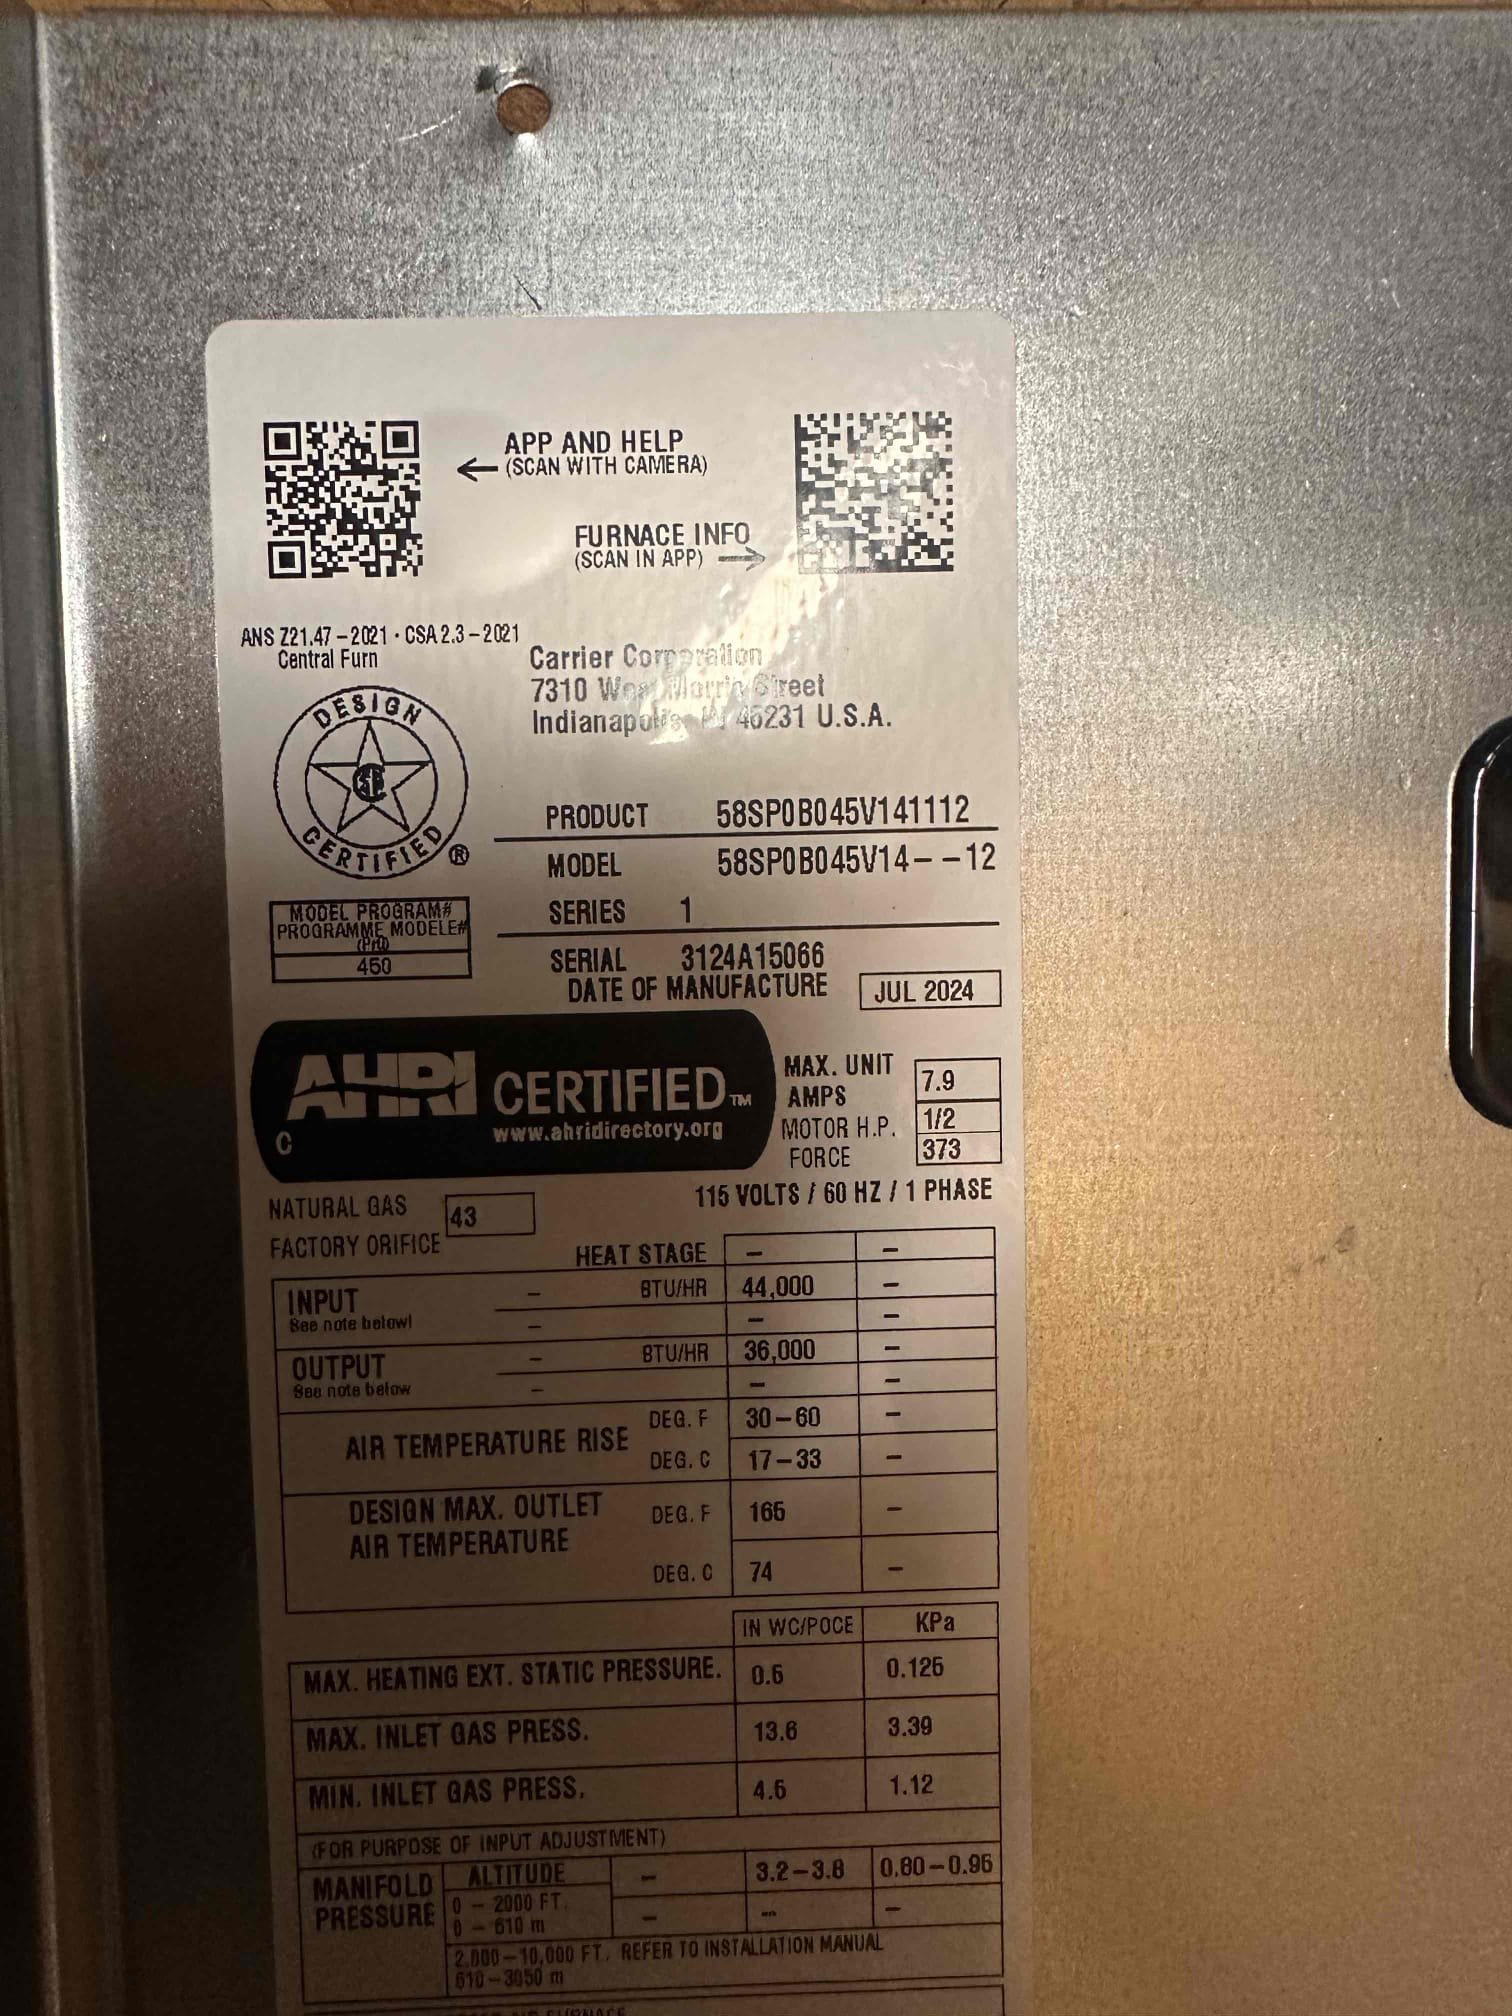 APP AND HELP
(SCAN WITH CAMERA)
FURNACE INFO
(SCAN IN APP)
ANS Z21.47-2021 · CSA 2.3-2021
Central Furn
Carrier Corporation
7310 West Morris Street
Indianapolis, IN 46231 U.S.A.
DESIGN
CERTIFIED ®
PRODUCT 58SP0B045V141112
MODEL 58SP0B045V14--12
MODEL PROGRAM#
PROGRAMME MODELE#
450
SERIES 1
SERIAL 3124A15066
DATE OF MANUFACTURE JUL 2024
AHRI CERTIFIED TM
www.ahridirectory.org
C
MAX. UNIT
AMPS 7.9
MOTOR H.P. 1/2
FORCE 373
115 VOLTS / 60 HZ / 1 PHASE
NATURAL GAS
FACTORY ORIFICE 43
HEAT STAGE - -
INPUT - BTU/HR 44,000 -
See note below! - - -
OUTPUT - BTU/HR 36,000 -
See note below - - -
AIR TEMPERATURE RISE
DEG. F 30-60 -
DEG. C 17-33 -
DESIGN MAX. OUTLET
AIR TEMPERATURE
DEG. F 165 -
DEG. C 74 -
IN WC/POCE KPa
MAX. HEATING EXT. STATIC PRESSURE. 0.5 0.125
MAX. INLET GAS PRESS. 13.6 3.39
MIN. INLET GAS PRESS. 4.5 1.12
(FOR PURPOSE OF INPUT ADJUSTMENT)
MANIFOLD
PRESSURE
ALTITUDE - 3.2-3.8 0.80-0.95
0 - 2000 FT.
0 - 610 m - - -
2,000-10,000 FT. REFER TO INSTALLATION MANUAL
610-3050 m